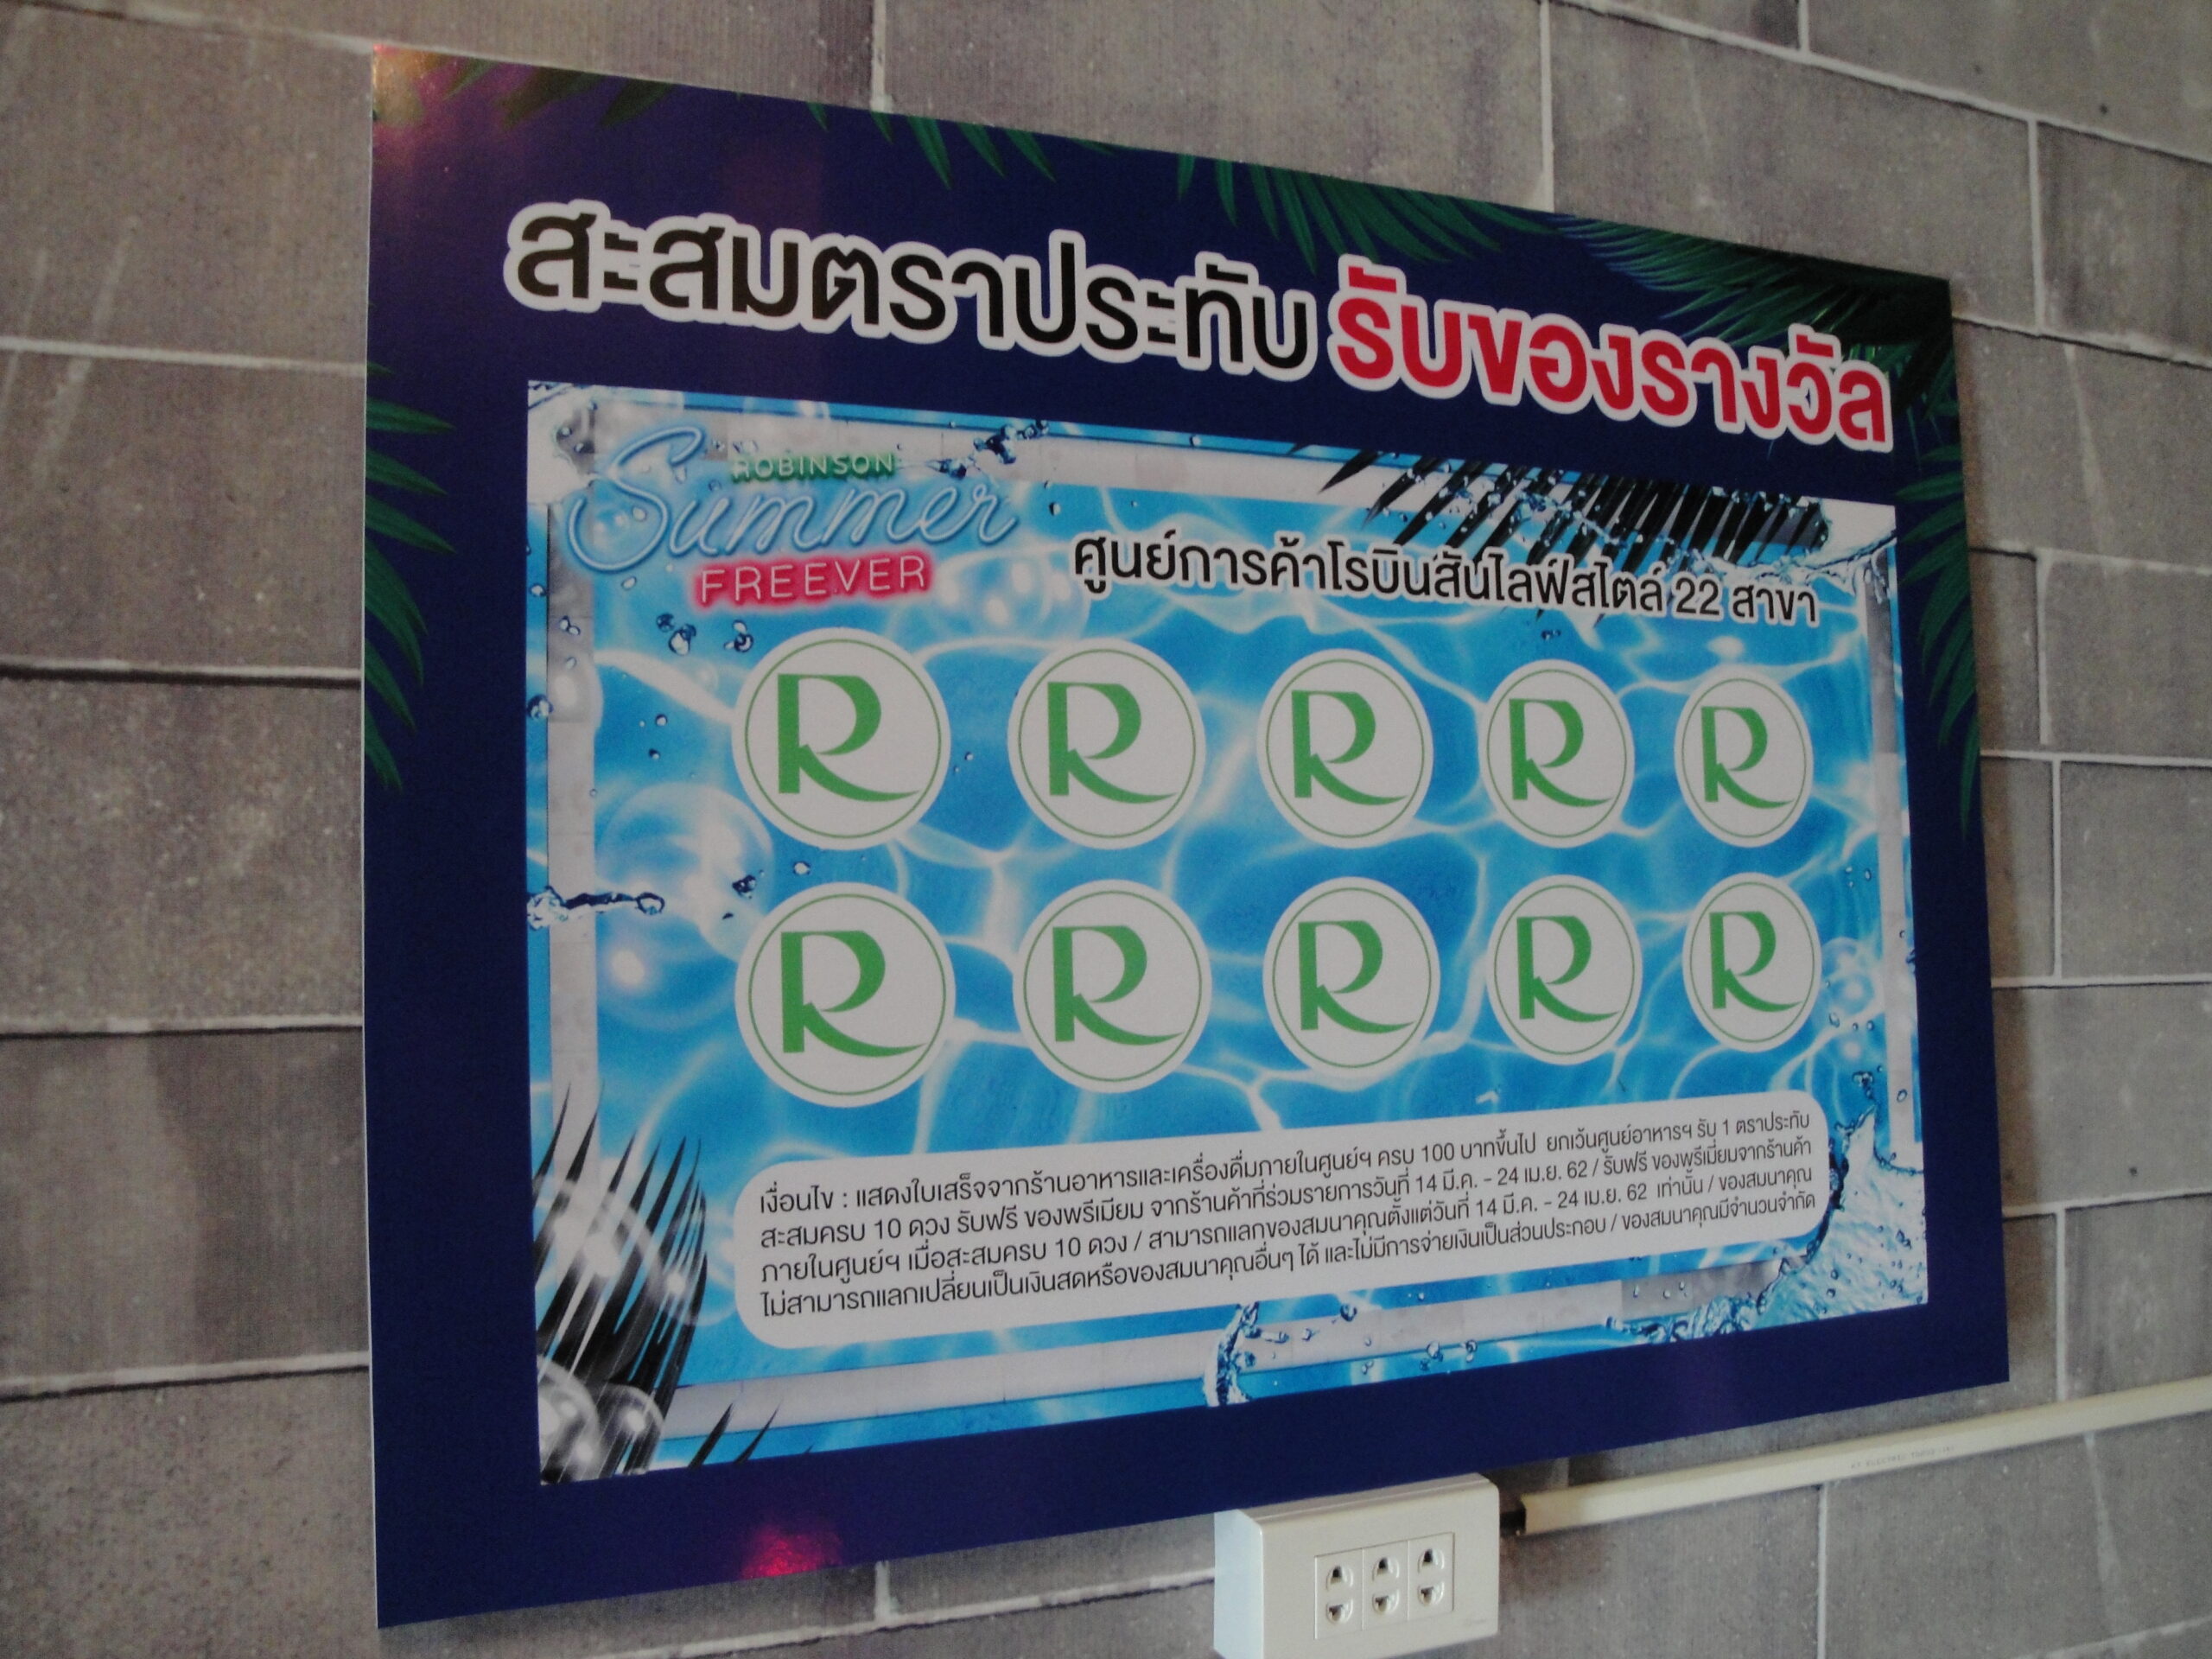 สะสมตราประทับ รับของรางวัล
ROBINSON
Summer
FREEVER
ศูนย์การค้าโรบินสันไลฟ์สไตล์ 22 สาขา
R R R R R
R R R R R
เงื่อนไข : แสดงใบเสร็จจากร้านอาหารและเครื่องดื่มภายในศูนย์ฯ ครบ 100 บาทขึ้นไป ยกเว้นศูนย์อาหารฯ รับ 1 ตราประทับ
สะสมครบ 10 ดวง รับฟรี ของพรีเมียม จากร้านค้าที่ร่วมรายการวันที่ 14 มี.ค. - 24 เม.ย. 62 / รับฟรี ของพรีเมี่ยมจากร้านค้า
ภายในศูนย์ฯ เมื่อสะสมครบ 10 ดวง / สามารถแลกของสมนาคุณตั้งแต่วันที่ 14 มี.ค. - 24 เม.ย. 62 เท่านั้น / ของสมนาคุณ
ไม่สามารถแลกเปลี่ยนเป็นเงินสดหรือของสมนาคุณอื่นๆ ได้ และไม่มีการจ่ายเงินเป็นส่วนประกอบ / ของสมนาคุณมีจำนวนจำกัด